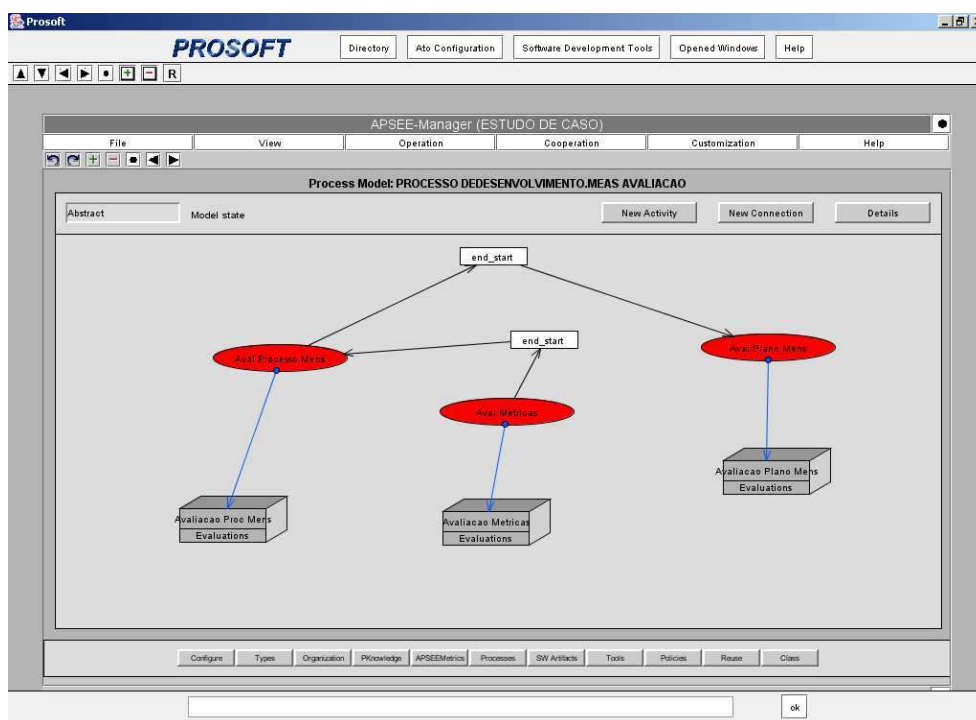 Prosoft
PROSOFT Directory Ato Configuration Software Development Tools Opened Windows Help
R
APSEE-Manager (ESTUDO DE CASO)
File View Operation Cooperation Customization Help
Process Model: PROCESSO DEDESENVOLVIMENTO.MEAS AVALIACAO
Abstract Model state New Activity New Connection Details
end_start
end_start
Aval Processo Mens
Aval Plano Mens
Aval Metricas
Avaliacao Plano Mens
Evaluations
Avaliacao Proc Mens
Evaluations
Avaliacao Metricas
Evaluations
Configure Types Organization PKnowledge APSEEMetrics Processes SW Artifacts Tools Policies Reuse Class
ok